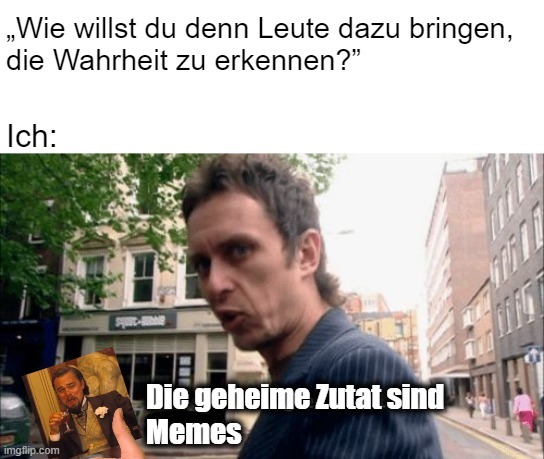 „Wie willst du denn Leute dazu bringen,
die Wahrheit zu erkennen?”
Ich:
Die geheime Zutat sind
Memes
imgflip.com